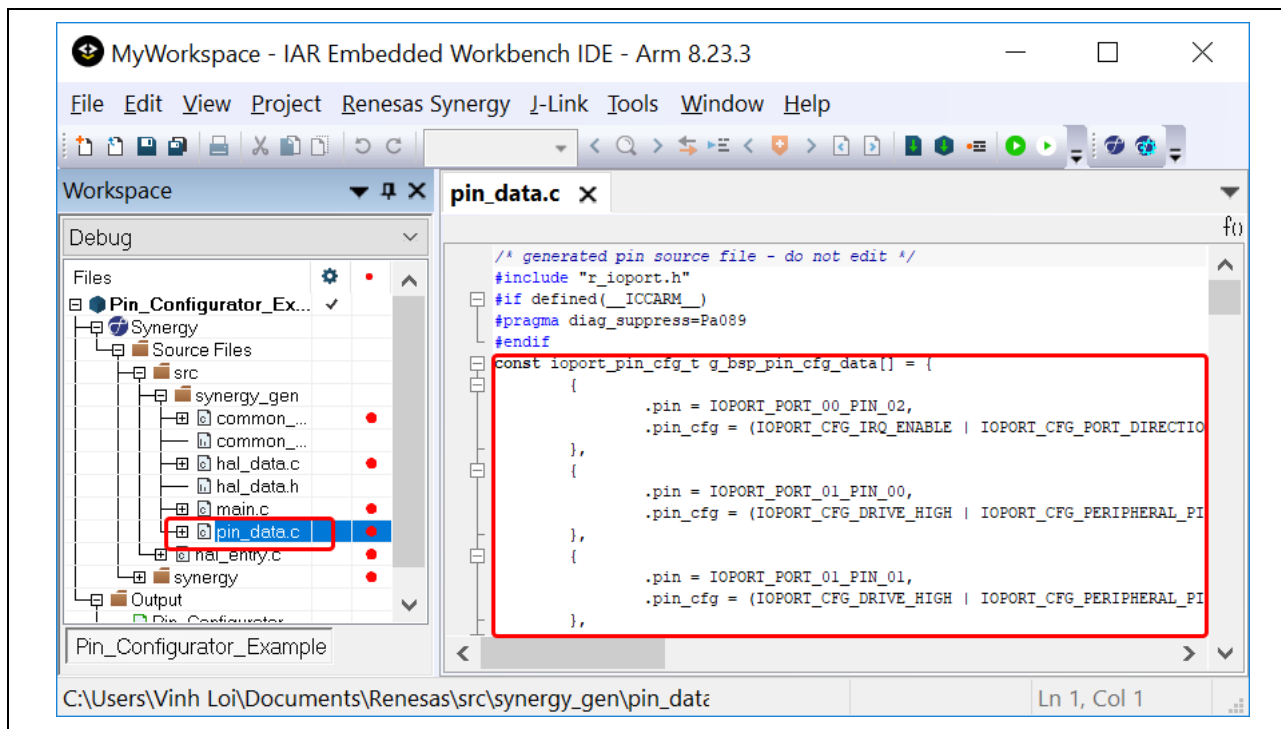 MyWorkspace - IAR Embedded Workbench IDE - Arm 8.23.3
File Edit View Project Renesas Synergy J-Link Tools Window Help
Workspace
Debug
Files
Pin_Configurator_Ex...
Synergy
Source Files
src
synergy_gen
common_...
common_...
hal_data.c
hal_data.h
main.c
pin_data.c
hal_entry.c
synergy
Output
Pin_Configurator
Pin_Configurator_Example
pin_data.c
f()
/* generated pin source file - do not edit */
#include "r_ioport.h"
#if defined(__ICCARM__)
#pragma diag_suppress=Pa089
#endif
const ioport_pin_cfg_t g_bsp_pin_cfg_data[] = {
{
.pin = IOPORT_PORT_00_PIN_02,
.pin_cfg = (IOPORT_CFG_IRQ_ENABLE | IOPORT_CFG_PORT_DIRECTIO
},
{
.pin = IOPORT_PORT_01_PIN_00,
.pin_cfg = (IOPORT_CFG_DRIVE_HIGH | IOPORT_CFG_PERIPHERAL_PI
},
{
.pin = IOPORT_PORT_01_PIN_01,
.pin_cfg = (IOPORT_CFG_DRIVE_HIGH | IOPORT_CFG_PERIPHERAL_PI
},
C:\Users\Vinh Loi\Documents\Renesas\src\synergy_gen\pin_data
Ln 1, Col 1